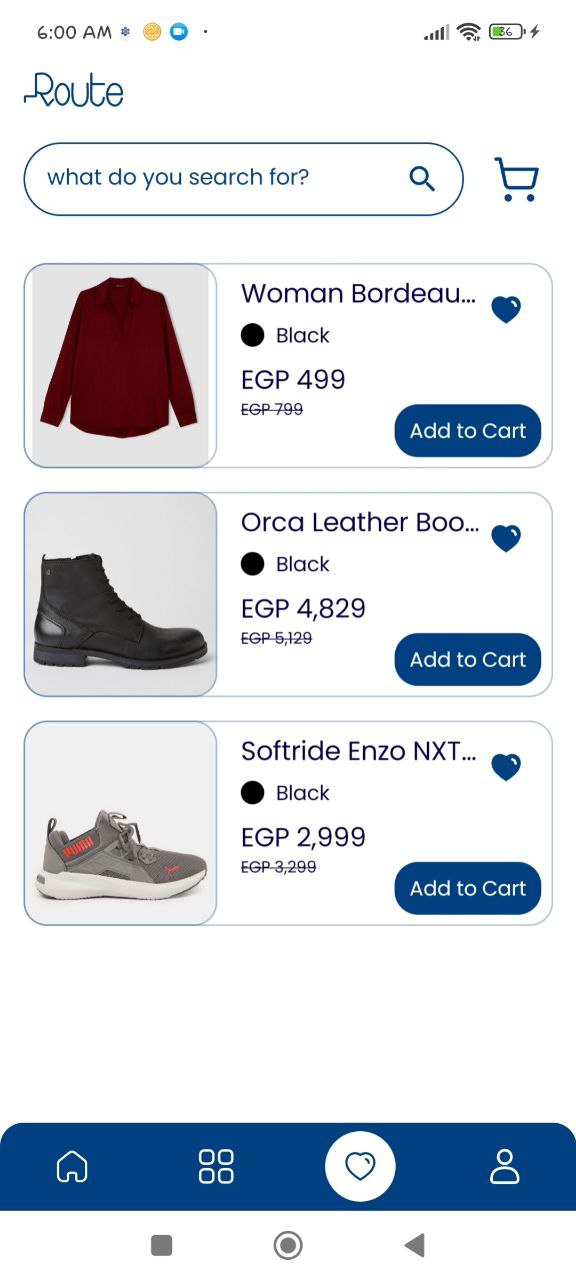 6:00 AM
36
Route
what do you search for?
Woman Bordeau...
Black
EGP 499
EGP 799
Add to Cart
Orca Leather Boo...
Black
EGP 4,829
EGP 5,129
Add to Cart
Softride Enzo NXT...
Black
EGP 2,999
EGP 3,299
Add to Cart
PUMA